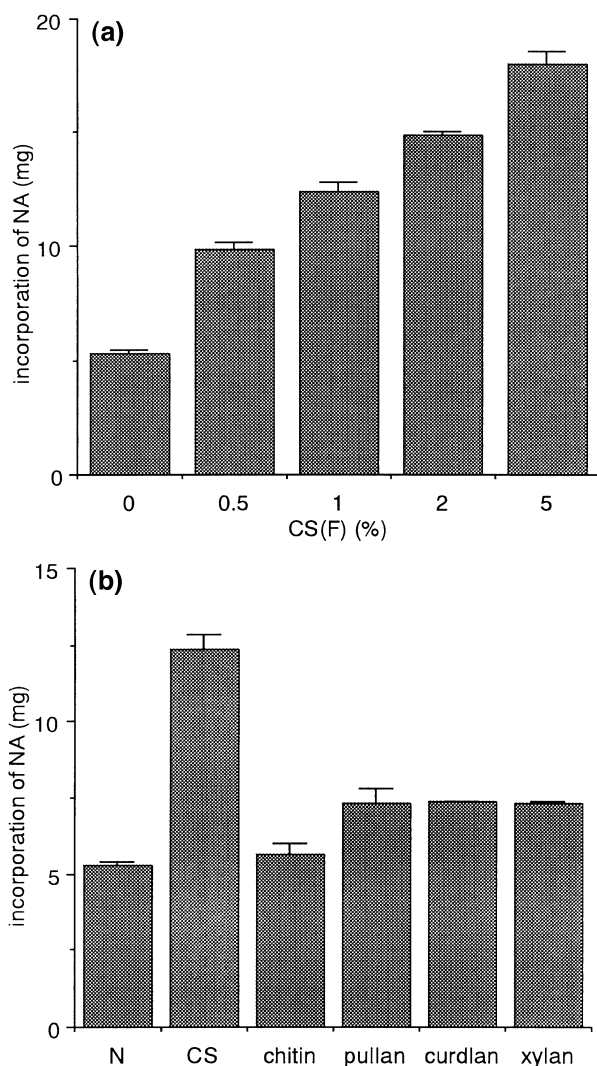 (a)
incorporation of NA (mg)
20
10
0
0 0.5 1 2 5
CS(F) (%)
(b)
incorporation of NA (mg)
15
10
5
0
N CS chitin pullan curdlan xylan